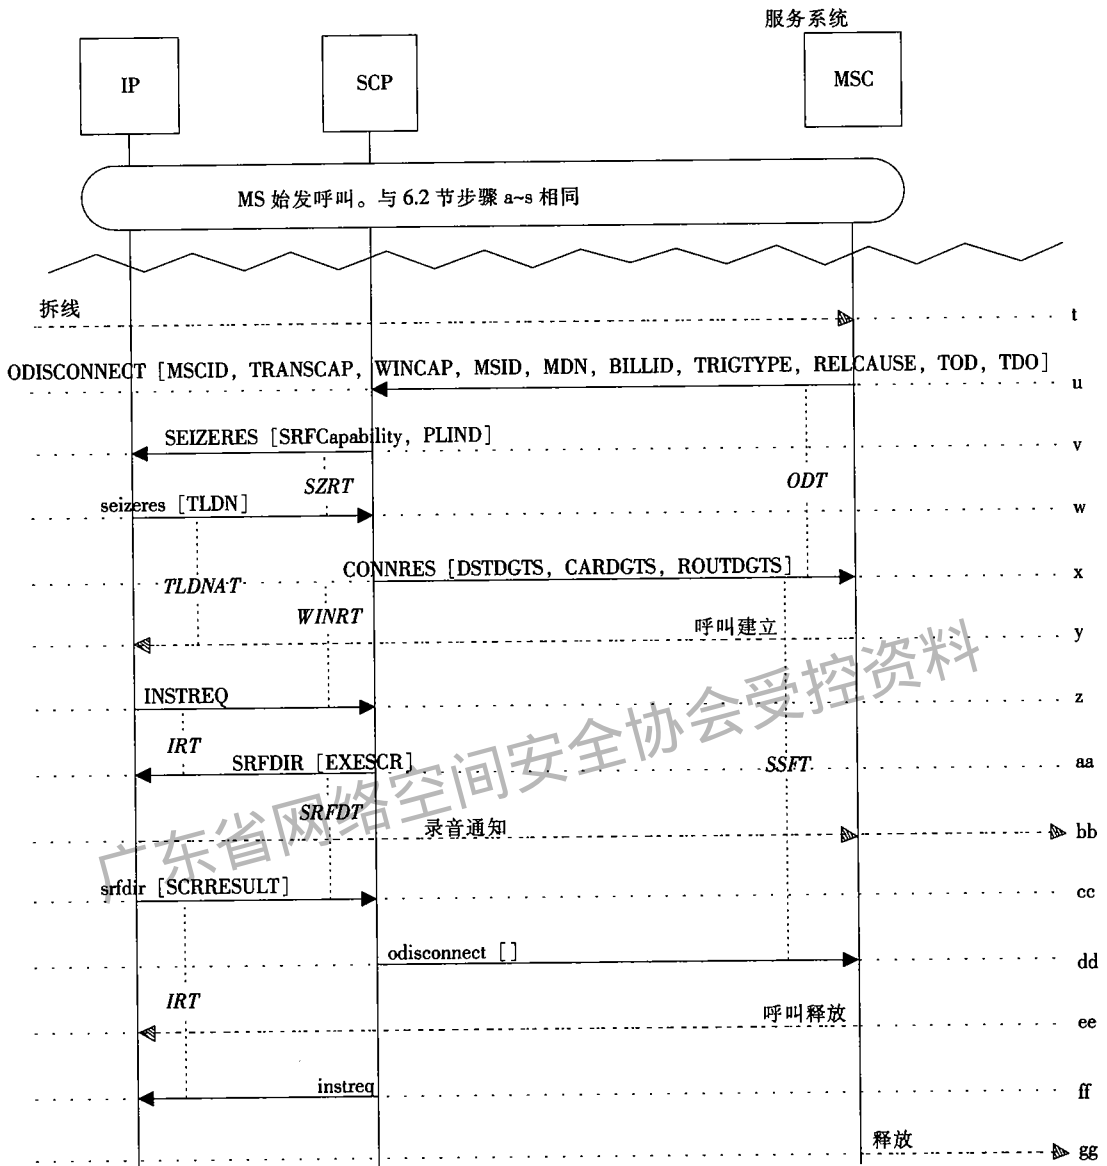 服务系统
IP
SCP
MSC
MS 始发呼叫。与 6.2 节步骤 a~s 相同
拆线
t
ODISCONNECT [MSCID, TRANSCAP, WINCAP, MSID, MDN, BILLID, TRIGTYPE, RELCAUSE, TOD, TDO]
u
SEIZERES [SRFCapability, PLIND]
v
SZRT
ODT
seizeres [TLDN]
w
CONNRES [DSTDGTS, CARDGTS, ROUTDGTS]
x
TLDNAT
WINRT
呼叫建立
y
INSTREQ
z
IRT
SRFDIR [EXESCR]
SSFT
aa
SRFDT
录音通知
bb
srfdir [SCRRESULT]
cc
odisconnect [ ]
dd
IRT
呼叫释放
ee
instreq
ff
释放
gg
广东省网络空间安全协会受控资料